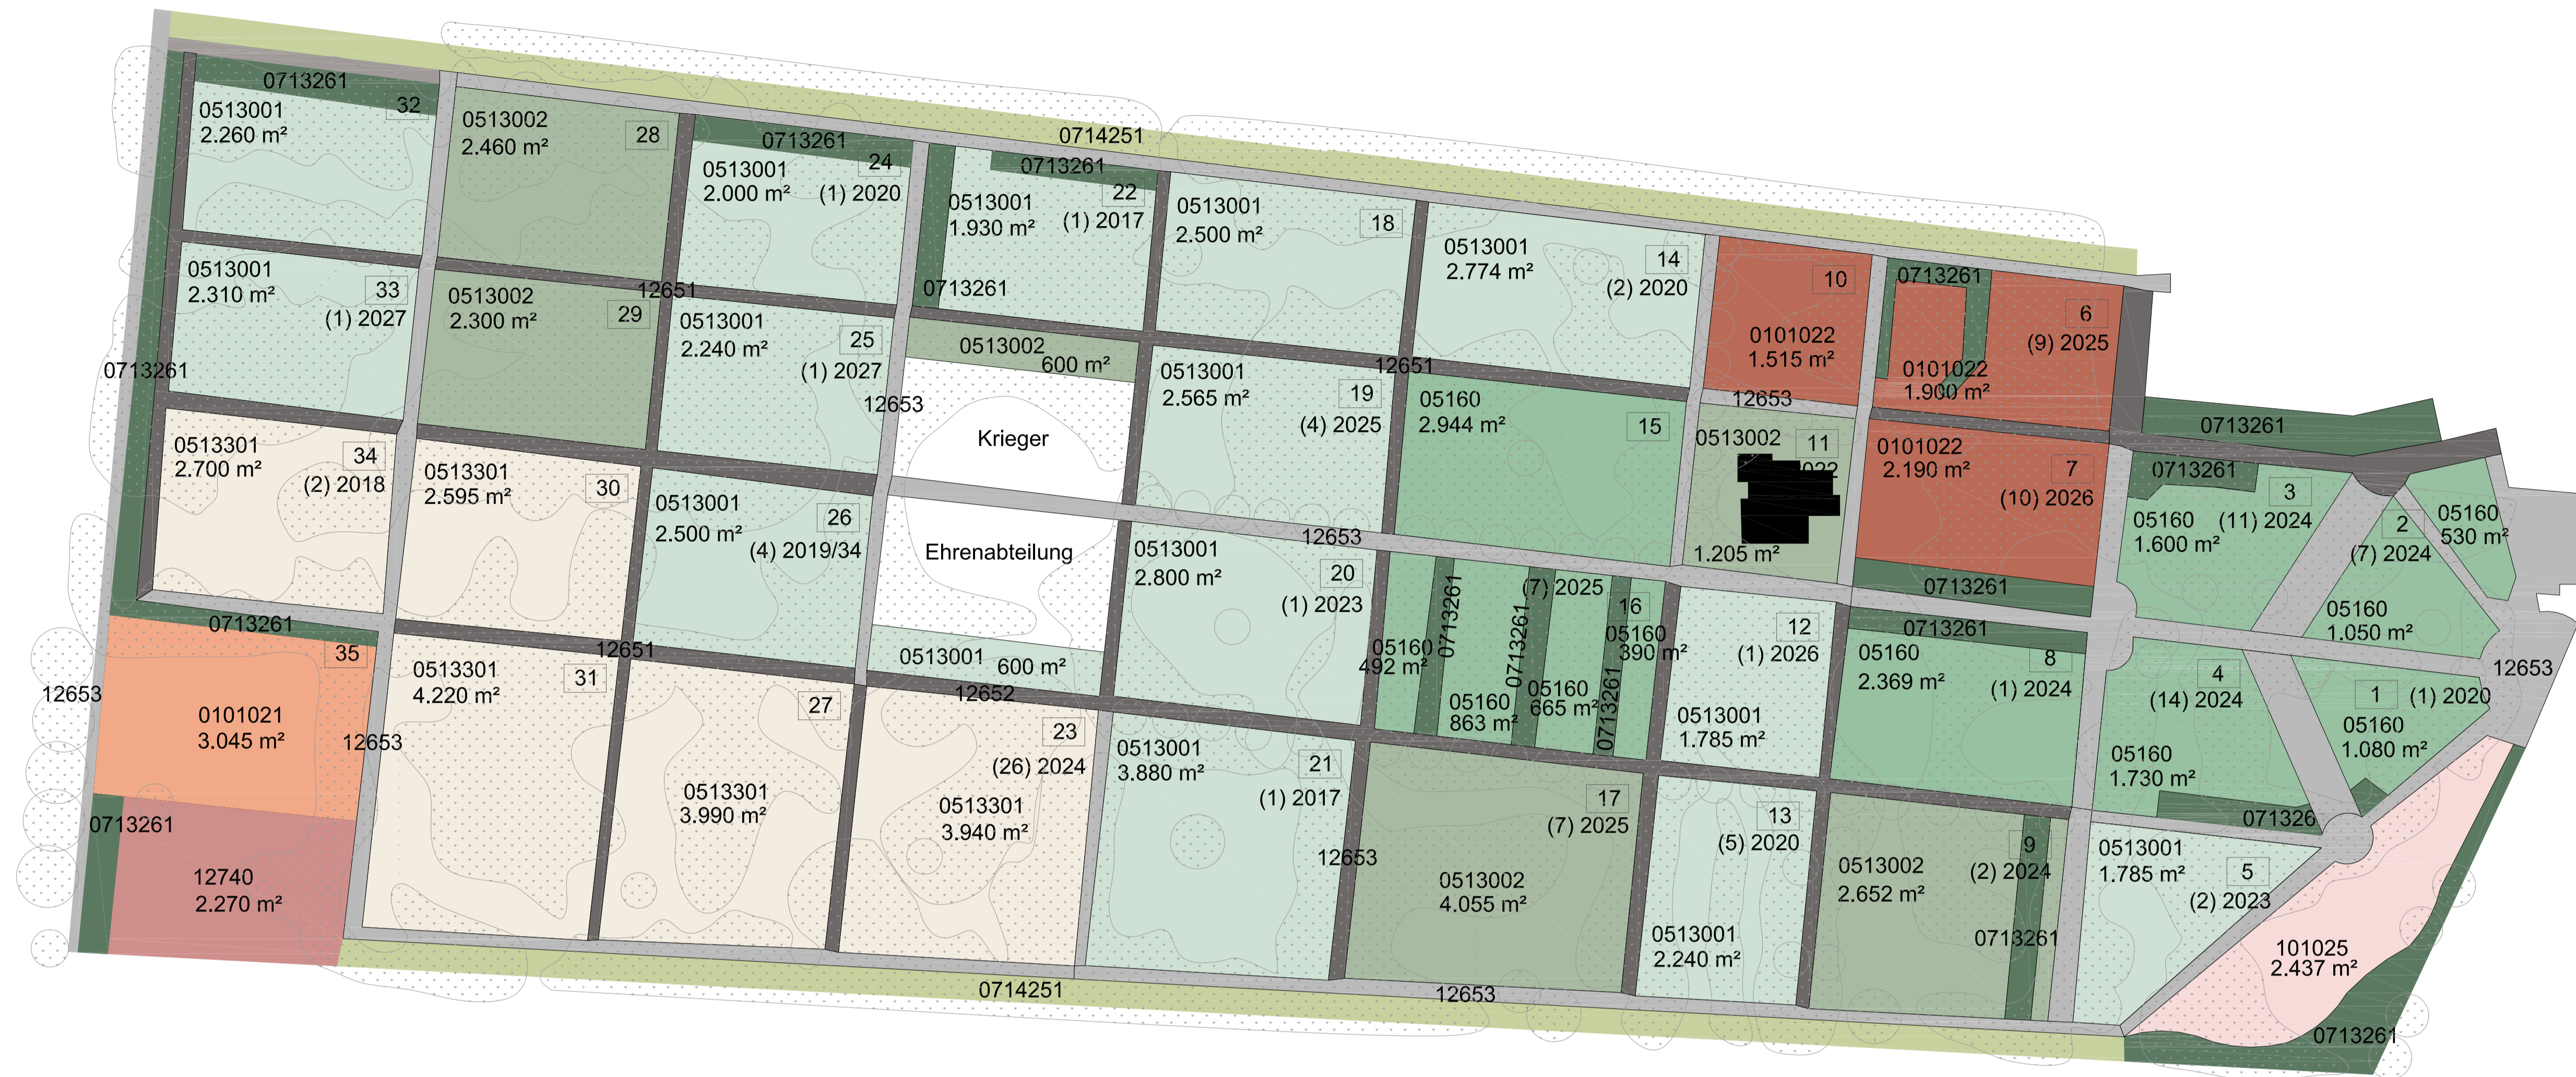 0713261
32
0513001
2.260 m²
0513002
2.460 m²
28
0713261
24
0513001
2.000 m²
(1) 2020
0714251
0713261
22
0513001
1.930 m²
(1) 2017
0713261
0513001
2.500 m²
18
0513001
2.774 m²
14
(2) 2020
10
0101022
1.515 m²
0713261
6
(9) 2025
0101022
1.900 m²
0513001
2.310 m²
33
(1) 2027
0713261
0513002
2.300 m²
29
12651
0513001
2.240 m²
25
(1) 2027
12653
0513002
600 m²
Krieger
0513001
2.565 m²
19
(4) 2025
12651
05160
2.944 m²
15
12653
0513002
11
1.205 m²
0101022
2.190 m²
7
(10) 2026
0713261
0713261
0713261
3
(11) 2024
05160
1.600 m²
2
(7) 2024
05160
530 m²
05160
1.050 m²
0513301
2.700 m²
34
(2) 2018
0513301
2.595 m²
30
0513001
2.500 m²
26
(4) 2019/34
Ehrenabteilung
0513001
600 m²
12653
0513001
2.800 m²
20
(1) 2023
05160
492 m²
0713261
05160
863 m²
0713261
(7) 2025
05160
665 m²
0713261
16
05160
390 m²
12
(1) 2026
0513001
1.785 m²
0713261
05160
2.369 m²
8
(1) 2024
4
(14) 2024
05160
1.730 m²
1
(1) 2020
05160
1.080 m²
12653
0713261
35
12653
0101021
3.045 m²
12653
0513301
4.220 m²
31
12651
0513301
3.990 m²
27
12652
23
(26) 2024
0513301
3.940 m²
0513001
3.880 m²
21
(1) 2017
12653
17
(7) 2025
0513002
4.055 m²
13
(5) 2020
0513001
2.240 m²
0513002
2.652 m²
9
(2) 2024
0713261
071326
0513001
1.785 m²
5
(2) 2023
101025
2.437 m²
0713261
0713261
12740
2.270 m²
0714251
12653